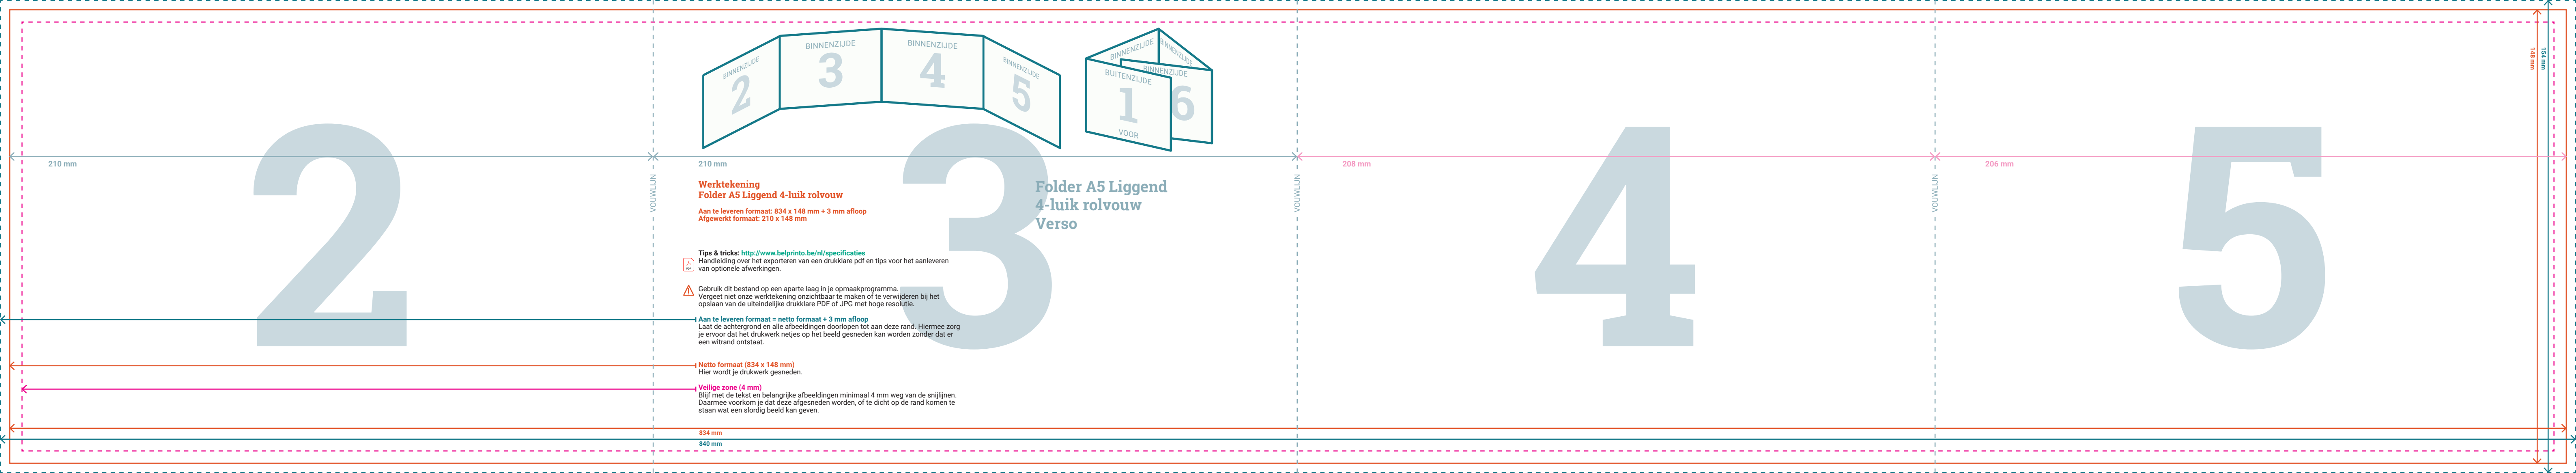 BINNENZIJDE
2
BINNENZIJDE
3
BINNENZIJDE
4
BINNENZIJDE
5
BINNENZIJDE
BINNENZIJDE
BINNENZIJDE
6
BUITENZIJDE
1
VOOR
148 mm
154 mm
2
3
4
5
210 mm
210 mm
208 mm
206 mm
VOUWLIJN
VOUWLIJN
VOUWLIJN
Werktekening
Folder A5 Liggend 4-luik rolvouw
Aan te leveren formaat: 834 x 148 mm + 3 mm afloop
Afgewerkt formaat: 210 x 148 mm
Folder A5 Liggend
4-luik rolvouw
Verso
Tips & tricks: http://www.belprinto.be/nl/specificaties
Handleiding over het exporteren van een drukklare pdf en tips voor het aanleveren
van optionele afwerkingen.
Gebruik dit bestand op een aparte laag in je opmaakprogramma.
Vergeet niet onze werktekening onzichtbaar te maken of te verwijderen bij het
opslaan van de uiteindelijke drukklare PDF of JPG met hoge resolutie.
Aan te leveren formaat = netto formaat + 3 mm afloop
Laat de achtergrond en alle afbeeldingen doorlopen tot aan deze rand. Hiermee zorg
je ervoor dat het drukwerk netjes op het beeld gesneden kan worden zonder dat er
een witrand ontstaat.
Netto formaat (834 x 148 mm)
Hier wordt je drukwerk gesneden.
Veilige zone (4 mm)
Blijf met de tekst en belangrijke afbeeldingen minimaal 4 mm weg van de snijlijnen.
Daarmee voorkom je dat deze afgesneden worden, of te dicht op de rand komen te
staan wat een slordig beeld kan geven.
834 mm
840 mm